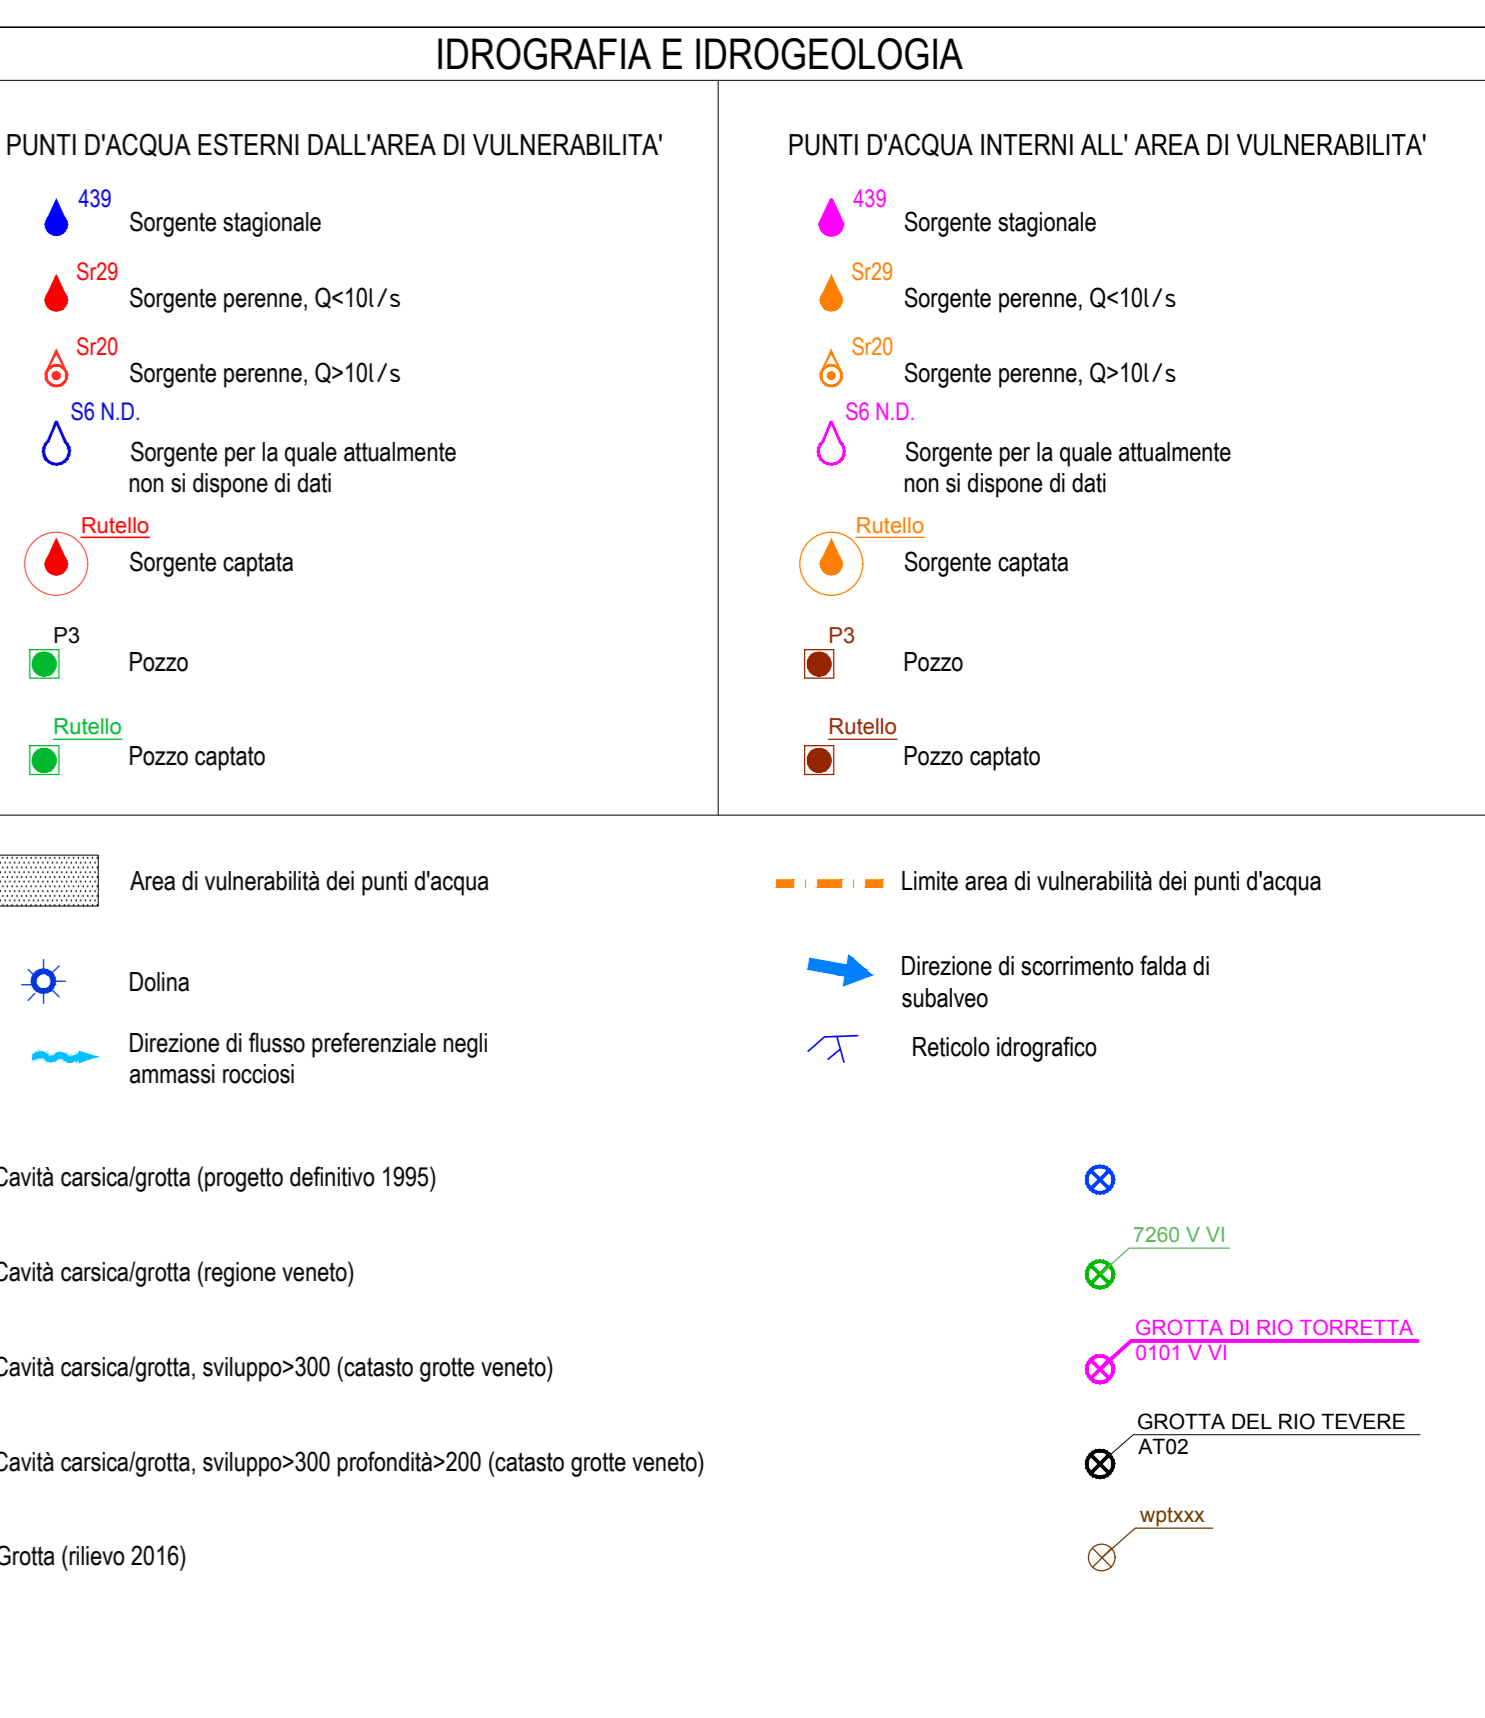 IDROGRAFIA E IDROGEOLOGIA
PUNTI D'ACQUA ESTERNI DALL'AREA DI VULNERABILITA'
439
Sorgente stagionale
Sr29
Sorgente perenne, Q<10l/s
Sr20
Sorgente perenne, Q>10l/s
S6 N.D.
Sorgente per la quale attualmente
non si dispone di dati
Rutello
Sorgente captata
P3
Pozzo
Rutello
Pozzo captato
PUNTI D'ACQUA INTERNI ALL' AREA DI VULNERABILITA'
439
Sorgente stagionale
Sr29
Sorgente perenne, Q<10l/s
Sr20
Sorgente perenne, Q>10l/s
S6 N.D.
Sorgente per la quale attualmente
non si dispone di dati
Rutello
Sorgente captata
P3
Pozzo
Rutello
Pozzo captato
Area di vulnerabilità dei punti d'acqua
Limite area di vulnerabilità dei punti d'acqua
Dolina
Direzione di scorrimento falda di
subalveo
Direzione di flusso preferenziale negli
ammassi rocciosi
Reticolo idrografico
Cavità carsica/grotta (progetto definitivo 1995)
Cavità carsica/grotta (regione veneto)
7260 V VI
Cavità carsica/grotta, sviluppo>300 (catasto grotte veneto)
GROTTA DI RIO TORRETTA
0101 V VI
Cavità carsica/grotta, sviluppo>300 profondità>200 (catasto grotte veneto)
GROTTA DEL RIO TEVERE
AT02
Grotta (rilievo 2016)
wptxxx